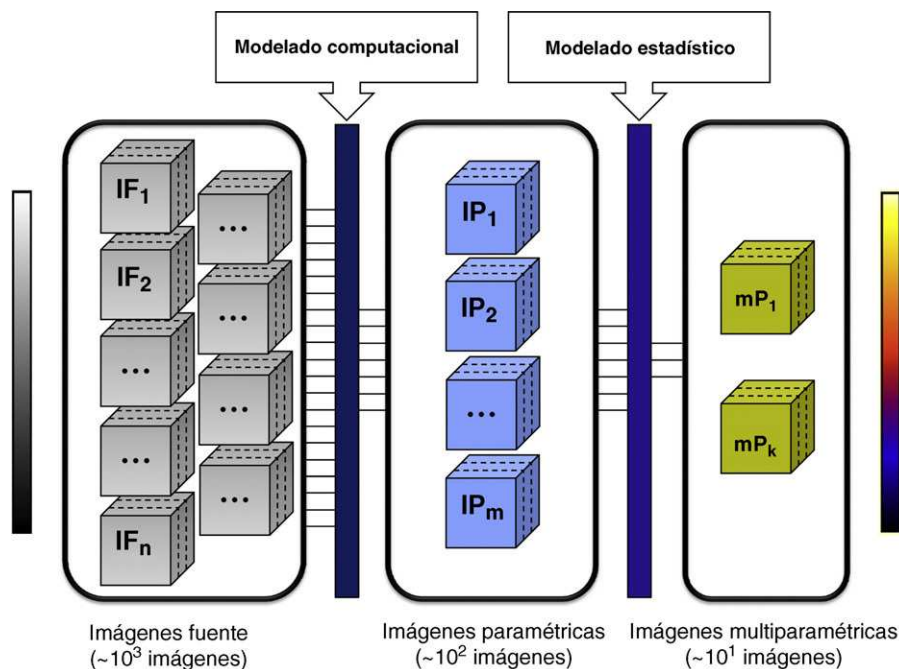 Modelado computacional
Modelado estadístico
IF₁
...
IF₂
...
...
...
...
...
IFₙ
IP₁
IP₂
...
IPₘ
mP₁
mPₖ
Imágenes fuente
(~10³ imágenes)
Imágenes paramétricas
(~10² imágenes)
Imágenes multiparamétricas
(~10¹ imágenes)